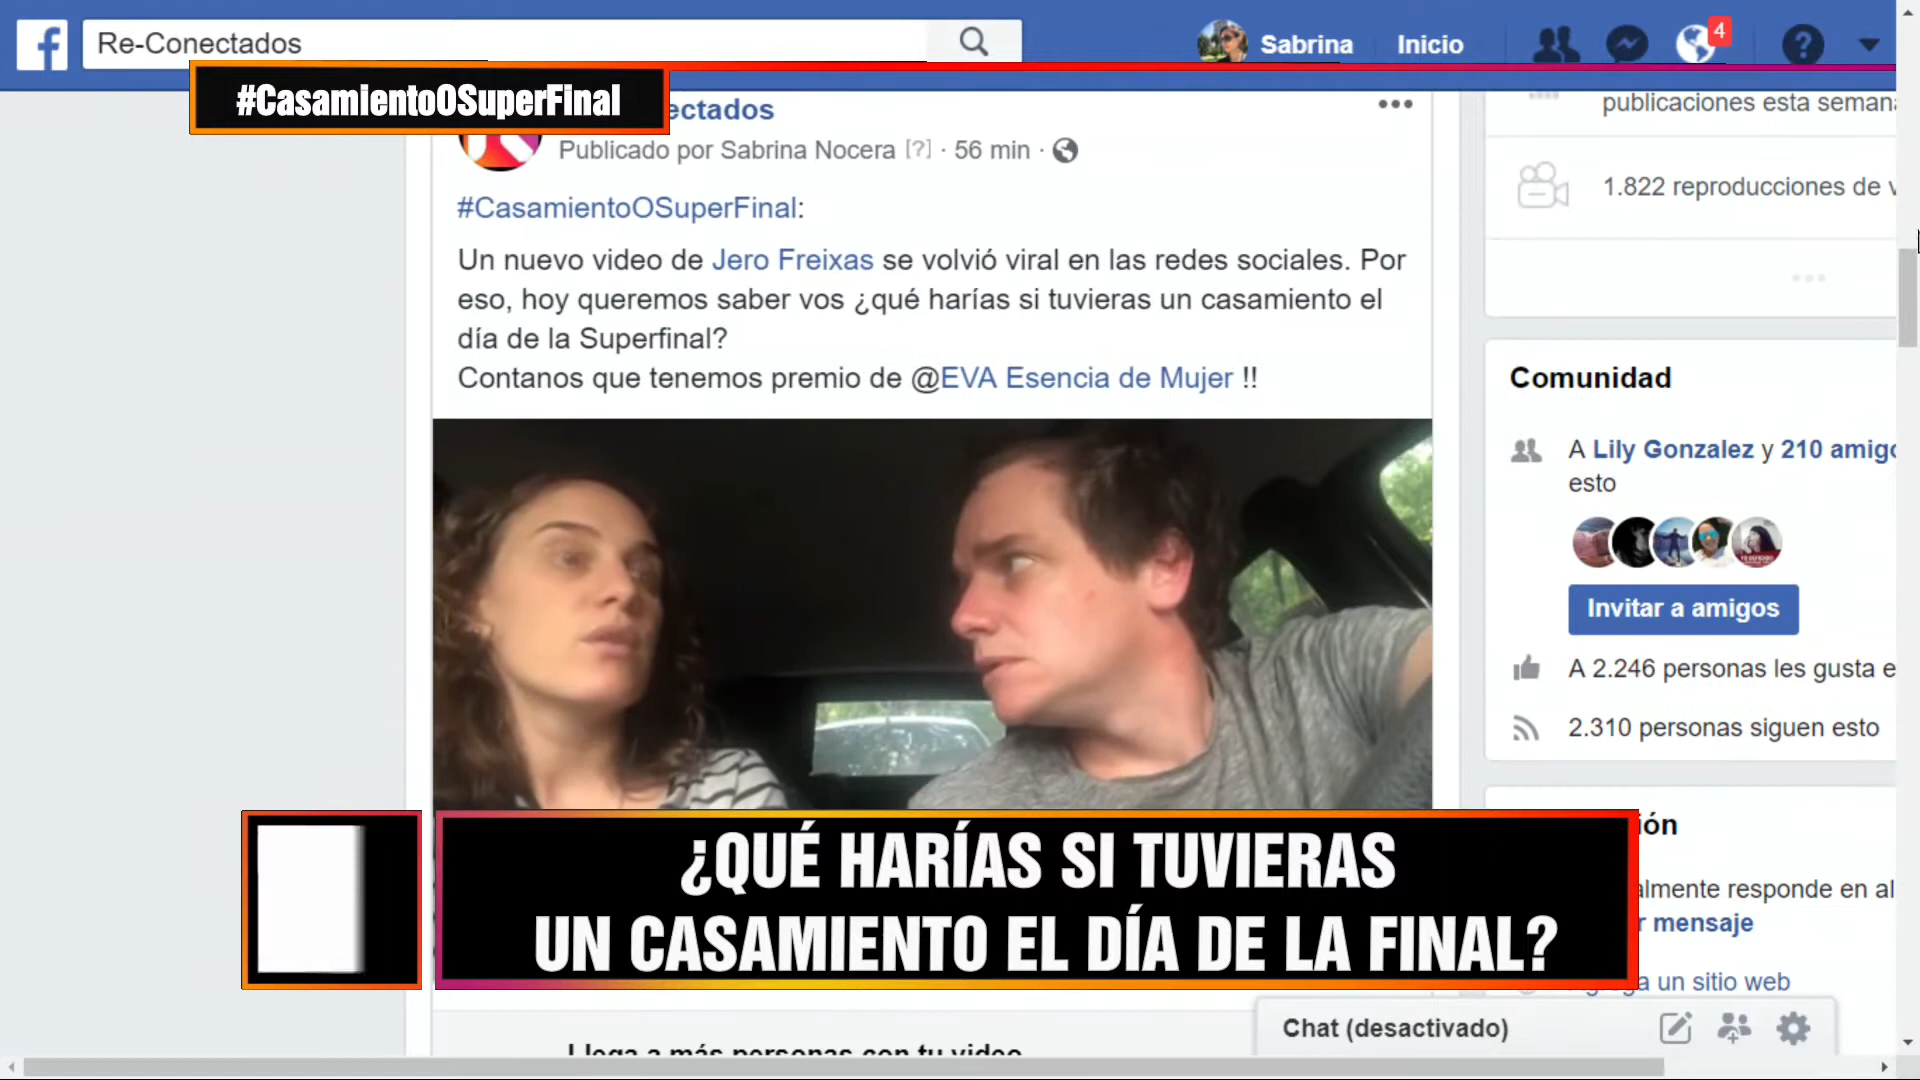 Re-Conectados
Sabrina
Inicio
4
#CasamientoOSuperFinal
ectados
Publicado por Sabrina Nocera [?] · 56 min ·
#CasamientoOSuperFinal:
Un nuevo video de Jero Freixas se volvió viral en las redes sociales. Por
eso, hoy queremos saber vos ¿qué harías si tuvieras un casamiento el
día de la Superfinal?
Contanos que tenemos premio de @EVA Esencia de Mujer !!
¿QUÉ HARÍAS SI TUVIERAS
UN CASAMIENTO EL DÍA DE LA FINAL?
Llega a más personas con tu video
publicaciones esta seman
1.822 reproducciones de v
Comunidad
A Lily Gonzalez y 210 amig
esto
Invitar a amigos
A 2.246 personas les gusta e
2.310 personas siguen esto
ión
almente responde en al
r mensaje
a un sitio web
Chat (desactivado)